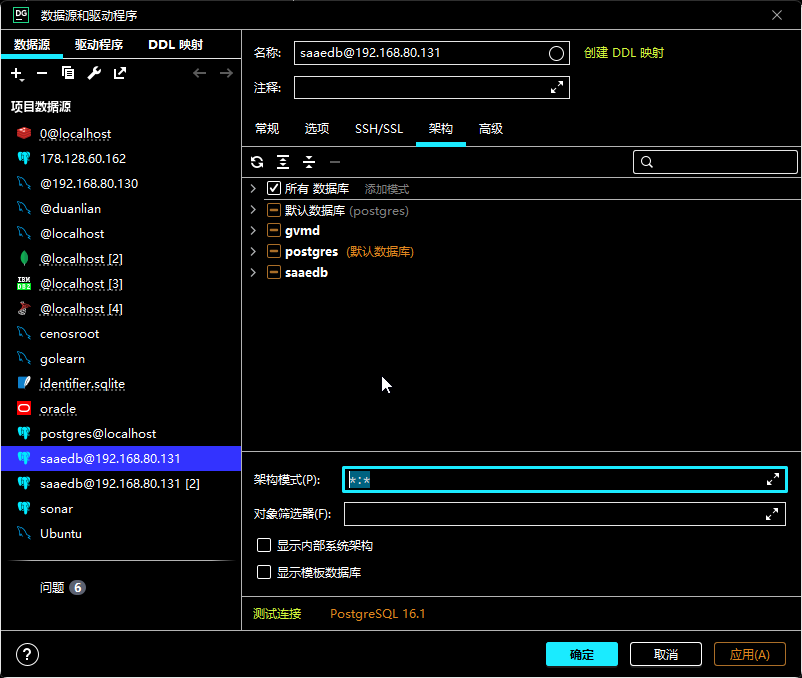 DG 数据源和驱动程序
数据源 驱动程序 DDL 映射
项目数据源
0@localhost
178.128.60.162
@192.168.80.130
@duanlian
@localhost
@localhost [2]
IBM DB2 @localhost [3]
@localhost [4]
cenosroot
golearn
identifier.sqlite
oracle
postgres@localhost
saaedb@192.168.80.131
saaedb@192.168.80.131 [2]
sonar
Ubuntu
问题 6
名称: saaedb@192.168.80.131 创建 DDL 映射
注释:
常规 选项 SSH/SSL 架构 高级
所有 数据库 添加模式
默认数据库 (postgres)
gvmd
postgres (默认数据库)
saaedb
架构模式(P): *:*
对象筛选器(F):
显示内部系统架构
显示模板数据库
测试连接 PostgreSQL 16.1
? 确定 取消 应用(A)